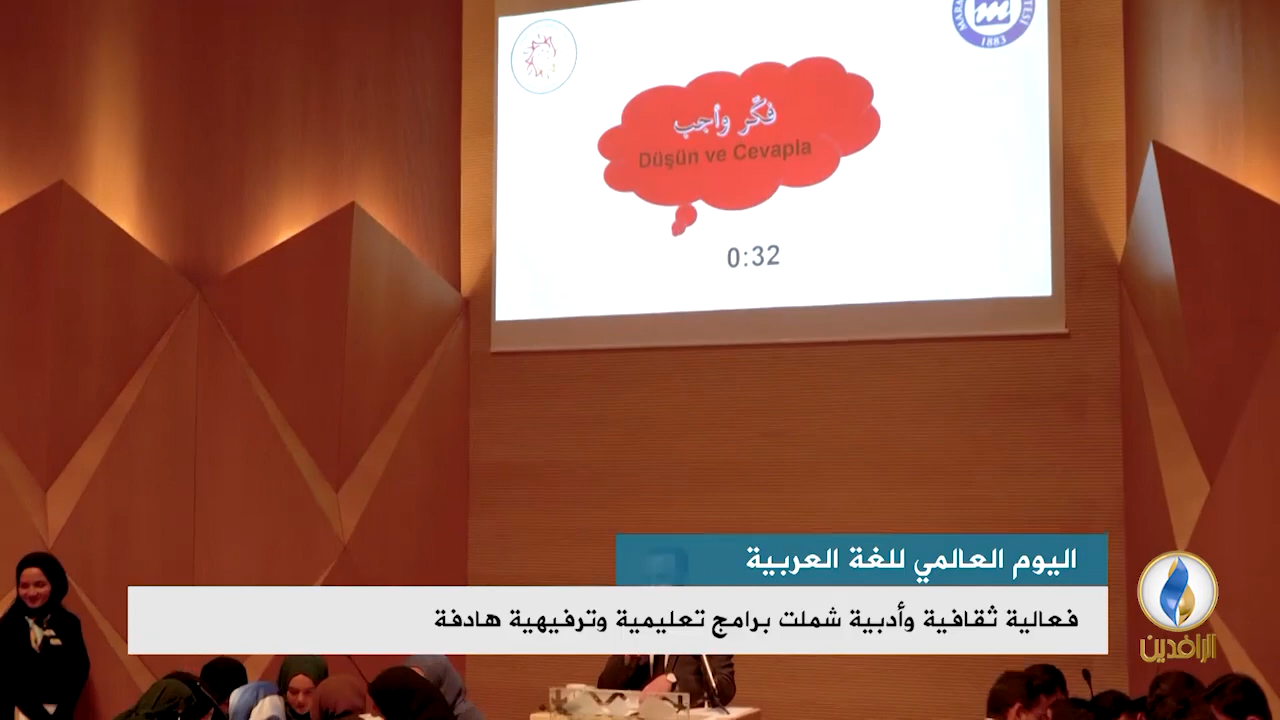 1883
فكّر وأجب
Düşün ve Cevapla
0:32
اليوم العالمي للغة العربية
فعالية ثقافية وأدبية شملت برامج تعليمية وترفيهية هادفة
الرافدين